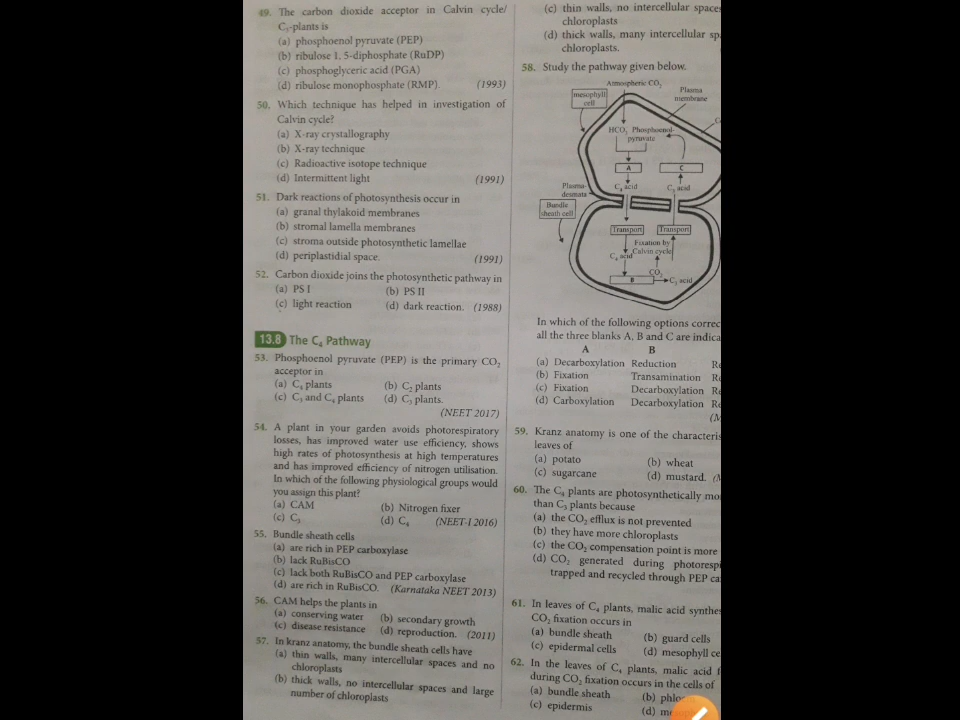 49. The carbon dioxide acceptor in Calvin cycle/
C₃-plants is
(a) phosphoenol pyruvate (PEP)
(b) ribulose 1, 5-diphosphate (RuDP)
(c) phosphoglyceric acid (PGA)
(d) ribulose monophosphate (RMP). (1993)
50. Which technique has helped in investigation of
Calvin cycle?
(a) X-ray crystallography
(b) X-ray technique
(c) Radioactive isotope technique
(d) Intermittent light (1991)
51. Dark reactions of photosynthesis occur in
(a) granal thylakoid membranes
(b) stromal lamella membranes
(c) stroma outside photosynthetic lamellae
(d) periplastidial space. (1991)
52. Carbon dioxide joins the photosynthetic pathway in
(a) PS I (b) PS II
(c) light reaction (d) dark reaction. (1988)
13.8 The C₄ Pathway
53. Phosphoenol pyruvate (PEP) is the primary CO₂
acceptor in
(a) C₄ plants (b) C₂ plants
(c) C₃ and C₄ plants (d) C₃ plants.
(NEET 2017)
54. A plant in your garden avoids photorespiratory
losses, has improved water use efficiency, shows
high rates of photosynthesis at high temperatures
and has improved efficiency of nitrogen utilisation.
In which of the following physiological groups would
you assign this plant?
(a) CAM (b) Nitrogen fixer
(c) C₃ (d) C₄ (NEET-I 2016)
55. Bundle sheath cells
(a) are rich in PEP carboxylase
(b) lack RuBisCO
(c) lack both RuBisCO and PEP carboxylase
(d) are rich in RuBisCO. (Karnataka NEET 2013)
56. CAM helps the plants in
(a) conserving water (b) secondary growth
(c) disease resistance (d) reproduction. (2011)
57. In kranz anatomy, the bundle sheath cells have
(a) thin walls, many intercellular spaces and no
chloroplasts
(b) thick walls, no intercellular spaces and large
number of chloroplasts
(c) thin walls, no intercellular spaces
chloroplasts
(d) thick walls, many intercellular
chloroplasts.
58. Study the pathway given below.
Atmospheric CO₂
mesophyll
cell
Plasma
membrane
HCO₃ Phosphoenol-
pyruvate
A C
C₄ acid C₃ acid
Plasmo-
desmata
Bundle
sheath cell
Transport Transport
Fixation by
Calvin cycle
C₄ acid
CO₂
B C₃ acid
In which of the following options
all the three blanks A, B and C are
A B
(a) Decarboxylation Reduction
(b) Fixation Transamination
(c) Fixation Decarboxylation
(d) Carboxylation Decarboxylation
59. Kranz anatomy is one of the
leaves of
(a) potato (b) wheat
(c) sugarcane (d) mustard.
60. The C₄ plants are photosynthetically
than C₃ plants because
(a) the CO₂ efflux is not prevented
(b) they have more chloroplasts
(c) the CO₂ compensation point is more
(d) CO₂ generated during
trapped and recycled through PEP
61. In leaves of C₄ plants, malic acid
CO₂ fixation occurs in
(a) bundle sheath (b) guard cells
(c) epidermal cells (d) mesophyll
62. In the leaves of C₄ plants, malic acid
during CO₂ fixation occurs in the cells of
(a) bundle sheath (b)
(c) epidermis (d)